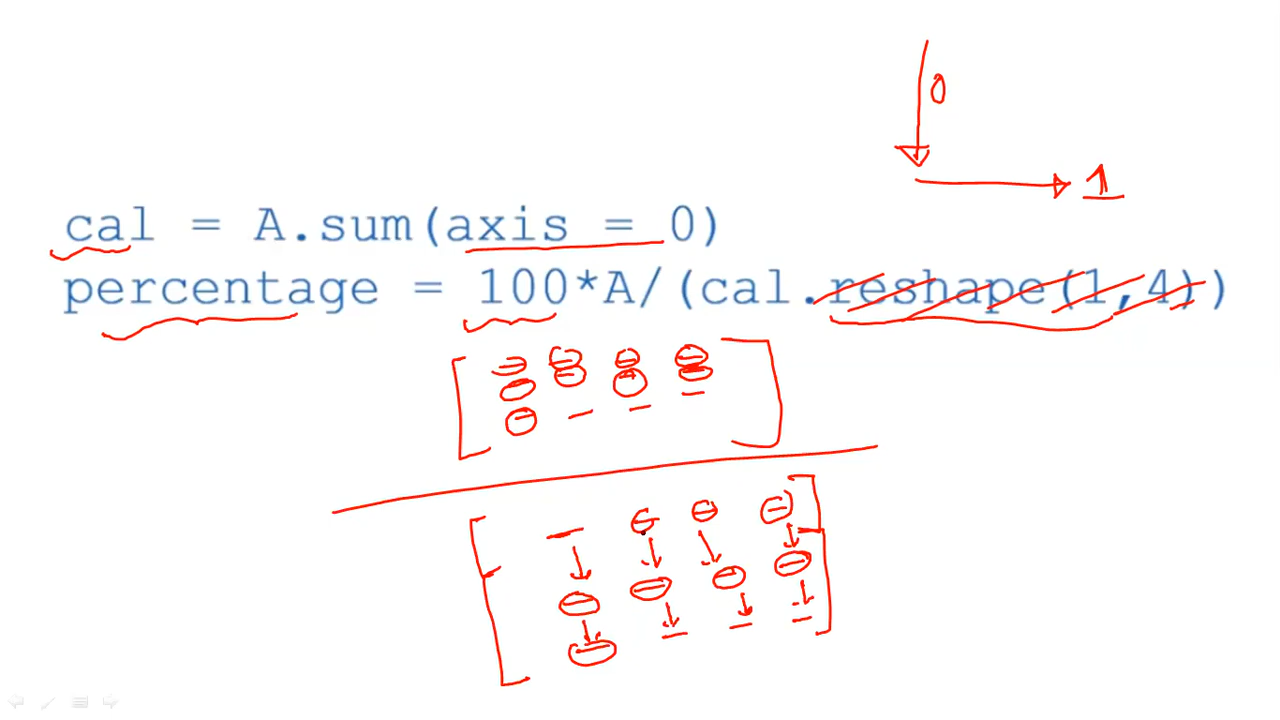 0
1
cal = A.sum(axis = 0)
percentage = 100*A/(cal.reshape(1,4))